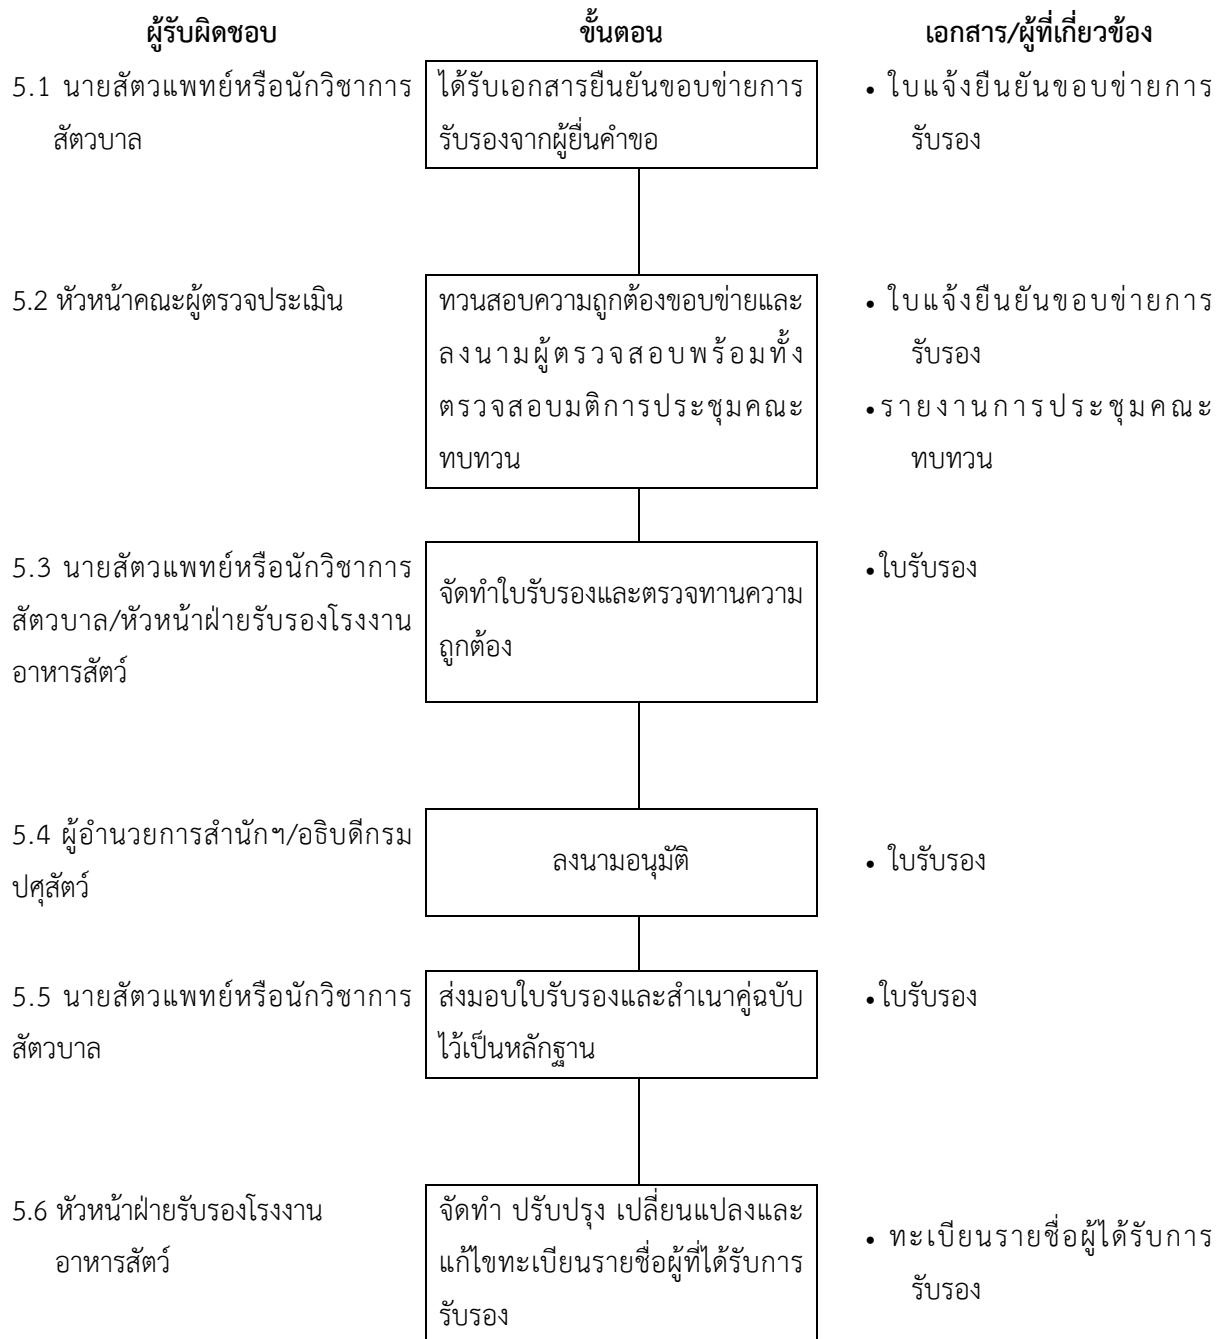 ผู้รับผิดชอบ
ขั้นตอน
เอกสาร/ผู้ที่เกี่ยวข้อง
5.1 นายสัตวแพทย์หรือนักวิชาการ
สัตวบาล
ได้รับเอกสารยืนยันขอบข่ายการ
รับรองจากผู้ยื่นคำขอ
• ใบแจ้งยืนยันขอบข่ายการ
รับรอง
5.2 หัวหน้าคณะผู้ตรวจประเมิน
ทวนสอบความถูกต้องขอบข่ายและ
ลงนามผู้ตรวจสอบพร้อมทั้ง
ตรวจสอบมติการประชุมคณะ
ทบทวน
• ใบแจ้งยืนยันขอบข่ายการ
รับรอง
• รายงานการประชุมคณะ
ทบทวน
5.3 นายสัตวแพทย์หรือนักวิชาการ
สัตวบาล/หัวหน้าฝ่ายรับรองโรงงาน
อาหารสัตว์
จัดทำใบรับรองและตรวจทานความ
ถูกต้อง
• ใบรับรอง
5.4 ผู้อำนวยการสำนักฯ/อธิบดีกรม
ปศุสัตว์
ลงนามอนุมัติ
• ใบรับรอง
5.5 นายสัตวแพทย์หรือนักวิชาการ
สัตวบาล
ส่งมอบใบรับรองและสำเนาคู่ฉบับ
ไว้เป็นหลักฐาน
• ใบรับรอง
5.6 หัวหน้าฝ่ายรับรองโรงงาน
อาหารสัตว์
จัดทำ ปรับปรุง เปลี่ยนแปลงและ
แก้ไขทะเบียนรายชื่อผู้ที่ได้รับการ
รับรอง
• ทะเบียนรายชื่อผู้ได้รับการ
รับรอง